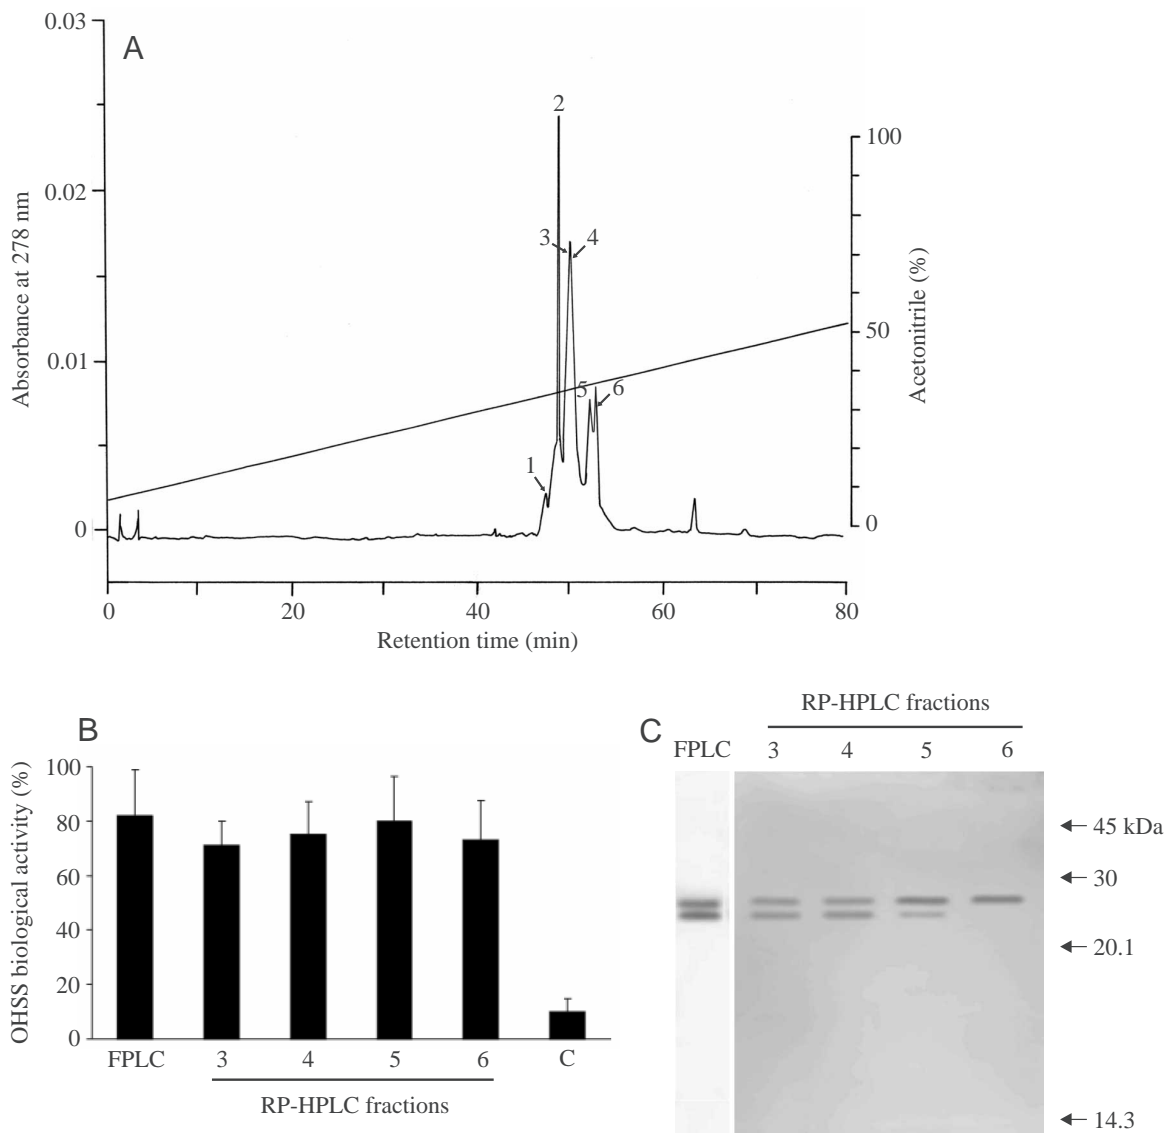 A
0.03
0.02
0.01
0
Absorbance at 278 nm
1
2
3
4
5
6
100
50
0
Acetonitrile (%)
0
20
40
60
80
Retention time (min)
B
OHSS biological activity (%)
100
80
60
40
20
0
FPLC
3
4
5
6
C
RP-HPLC fractions
C
RP-HPLC fractions
FPLC
3
4
5
6
45 kDa
30
20.1
14.3